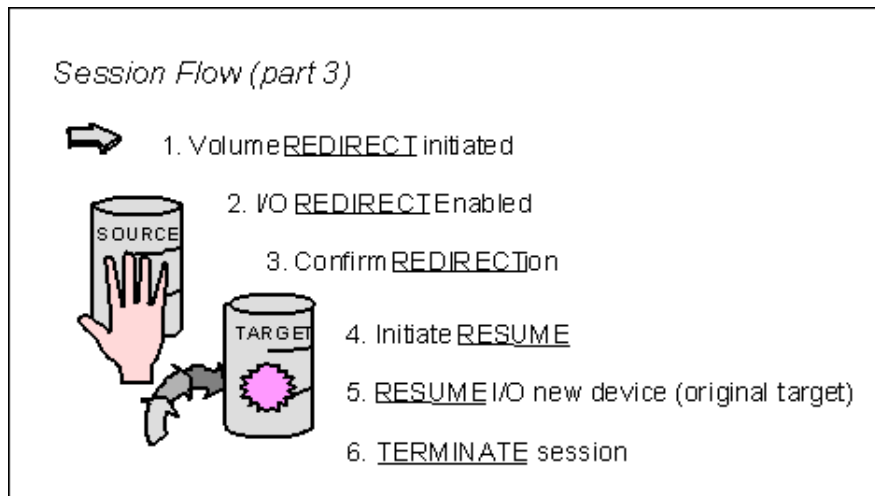 Session Flow (part 3)
1. Volume REDIRECT initiated
2. I/O REDIRECT Enabled
SOURCE
3. Confirm REDIRECTion
TARGET
4. Initiate RESUME
5. RESUME I/O new device (original target)
6. TERMINATE session